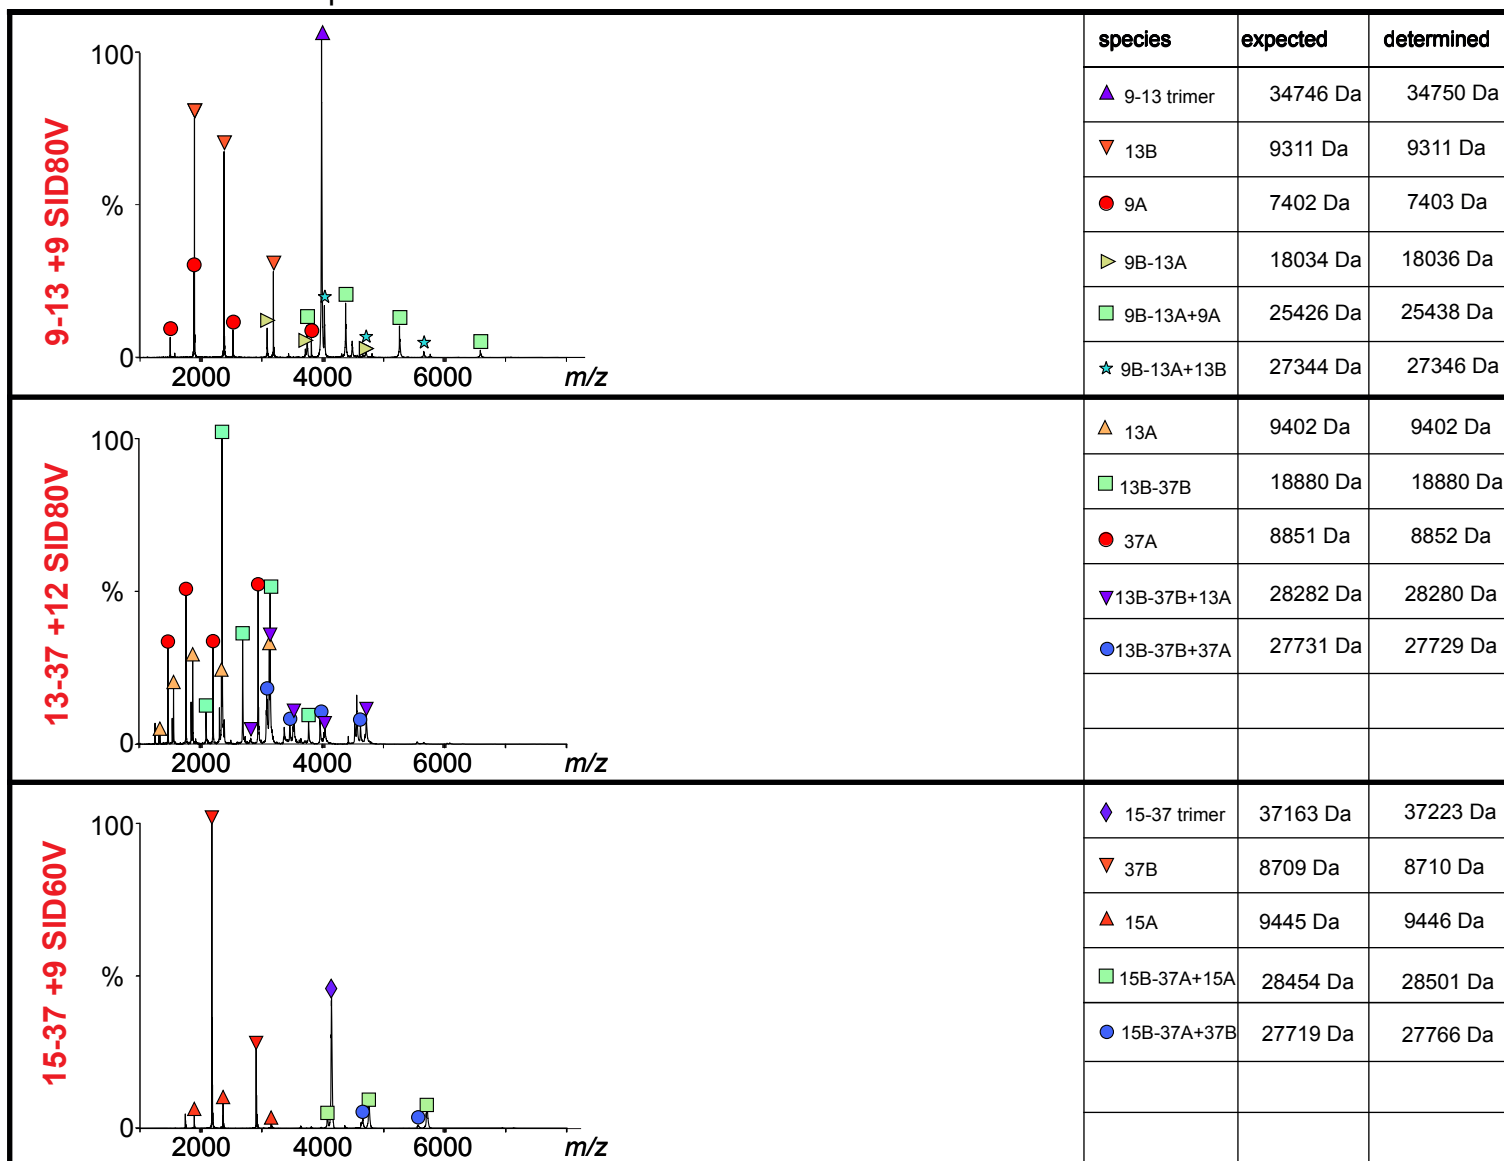 species expected determined
100
%
0
2000 4000 6000 m/z
9-13 +9 SID80V
9-13 trimer 34746 Da 34750 Da
13B 9311 Da 9311 Da
9A 7402 Da 7403 Da
9B-13A 18034 Da 18036 Da
9B-13A+9A 25426 Da 25438 Da
9B-13A+13B 27344 Da 27346 Da
100
%
0
2000 4000 6000 m/z
13-37 +12 SID80V
13A 9402 Da 9402 Da
13B-37B 18880 Da 18880 Da
37A 8851 Da 8852 Da
13B-37B+13A 28282 Da 28280 Da
13B-37B+37A 27731 Da 27729 Da
100
%
0
2000 4000 6000 m/z
15-37 +9 SID60V
15-37 trimer 37163 Da 37223 Da
37B 8709 Da 8710 Da
15A 9445 Da 9446 Da
15B-37A+15A 28454 Da 28501 Da
15B-37A+37B 27719 Da 27766 Da